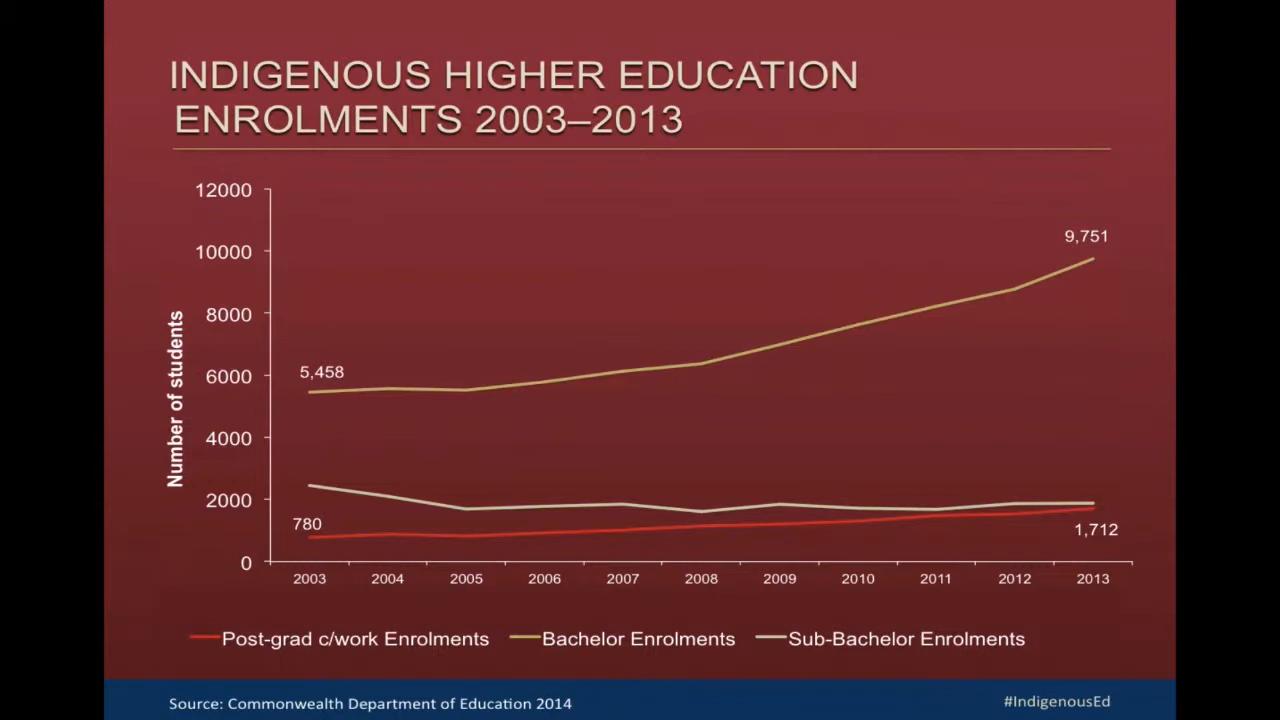 INDIGENOUS HIGHER EDUCATION
ENROLMENTS 2003–2013
Number of students
12000
10000
8000
6000
4000
2000
0
9,751
5,458
780
1,712
2003 2004 2005 2006 2007 2008 2009 2010 2011 2012 2013
Post-grad c/work Enrolments Bachelor Enrolments Sub-Bachelor Enrolments
Source: Commonwealth Department of Education 2014
#IndigenousEd